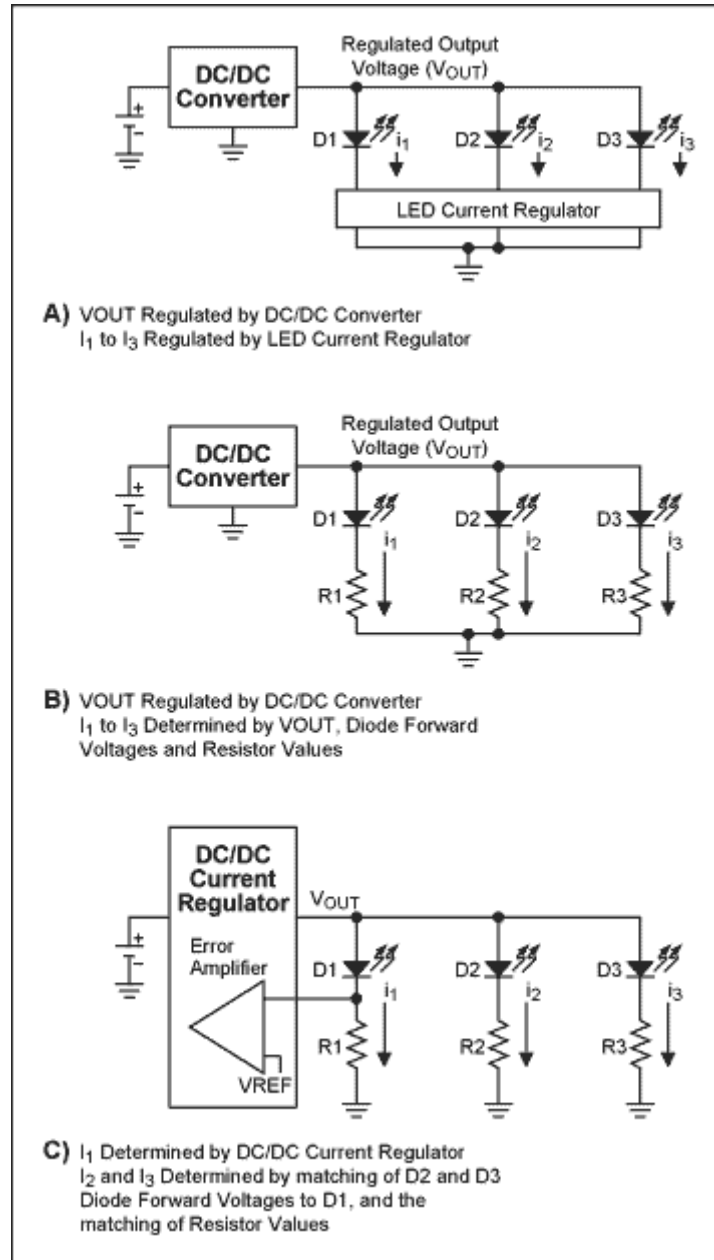 Regulated Output
Voltage (VOUT)
DC/DC
Converter
+
-
D1
i1
D2
i2
D3
i3
LED Current Regulator
A) VOUT Regulated by DC/DC Converter
I1 to I3 Regulated by LED Current Regulator
Regulated Output
Voltage (VOUT)
DC/DC
Converter
+
-
D1
i1
D2
i2
D3
i3
R1
R2
R3
B) VOUT Regulated by DC/DC Converter
I1 to I3 Determined by VOUT, Diode Forward
Voltages and Resistor Values
DC/DC
Current
Regulator
VOUT
+
-
Error
Amplifier
VREF
D1
i1
D2
i2
D3
i3
R1
R2
R3
C) I1 Determined by DC/DC Current Regulator
I2 and I3 Determined by matching of D2 and D3
Diode Forward Voltages to D1, and the
matching of Resistor Values